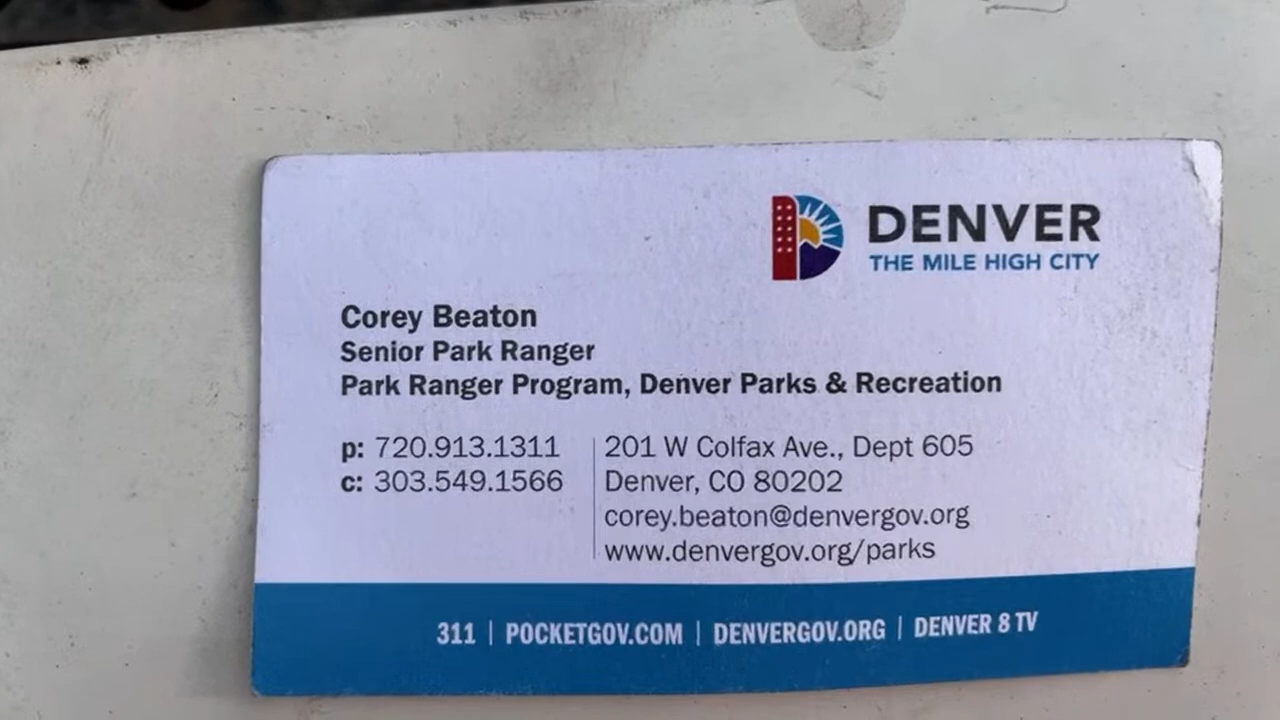 DENVER
THE MILE HIGH CITY
Corey Beaton
Senior Park Ranger
Park Ranger Program, Denver Parks & Recreation
p: 720.913.1311
c: 303.549.1566
201 W Colfax Ave., Dept 605
Denver, CO 80202
corey.beaton@denvergov.org
www.denvergov.org/parks
311 | POCKETGOV.COM | DENVERGOV.ORG | DENVER 8 TV